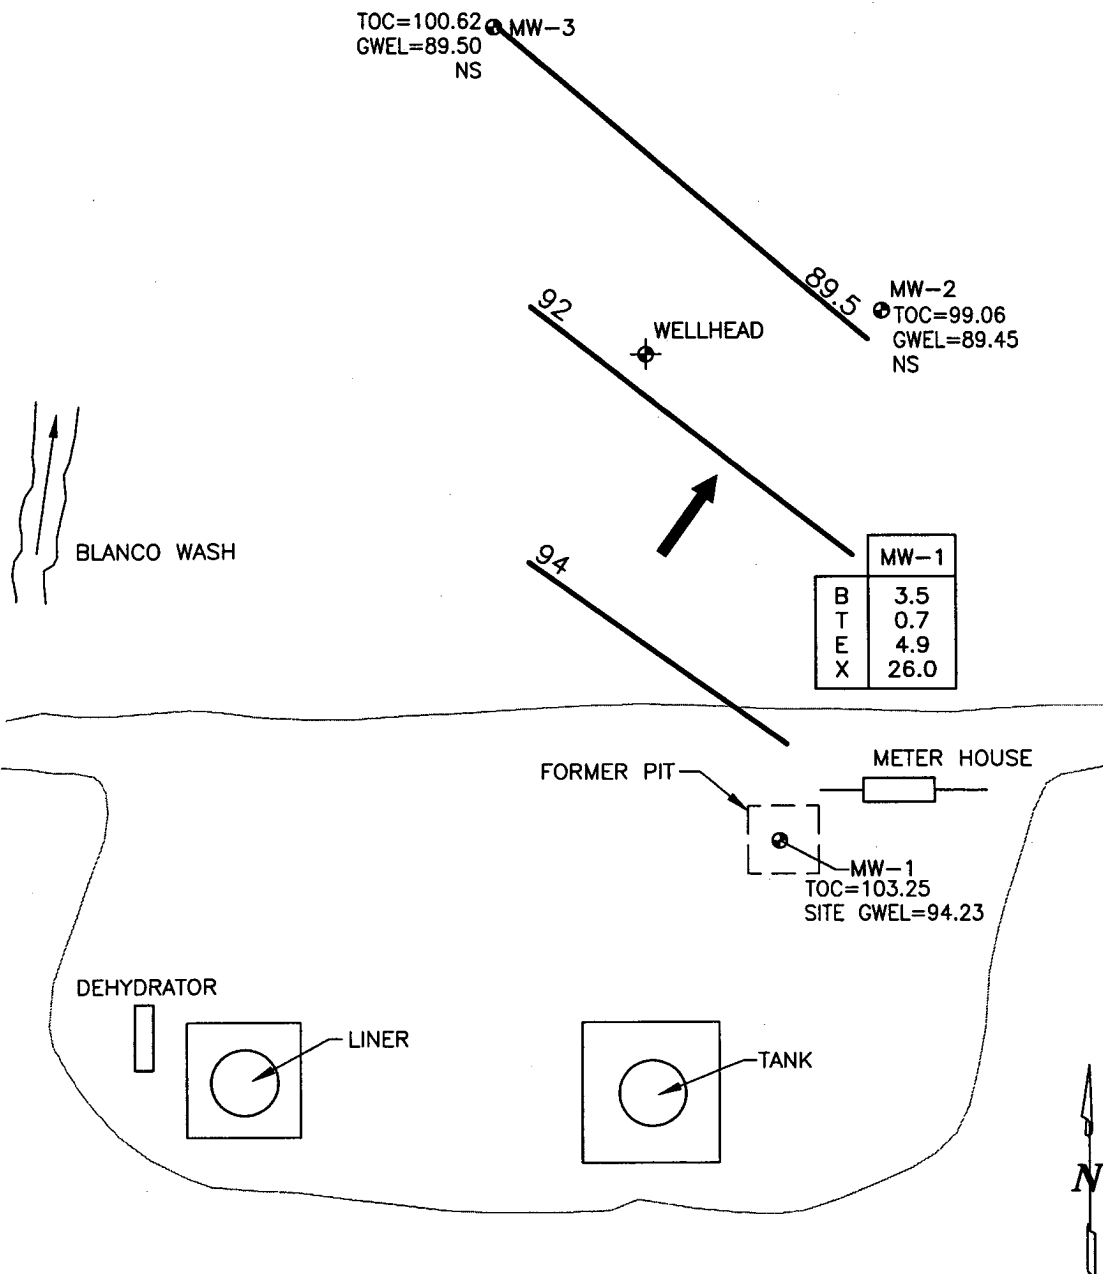 TOC=100.62 MW-3
GWEL=89.50
NS
89.5
MW-2
TOC=99.06
GWEL=89.45
NS
92
WELLHEAD
BLANCO WASH
94
MW-1
B 3.5
T 0.7
E 4.9
X 26.0
FORMER PIT
METER HOUSE
MW-1
TOC=103.25
SITE GWEL=94.23
DEHYDRATOR
LINER
TANK
N